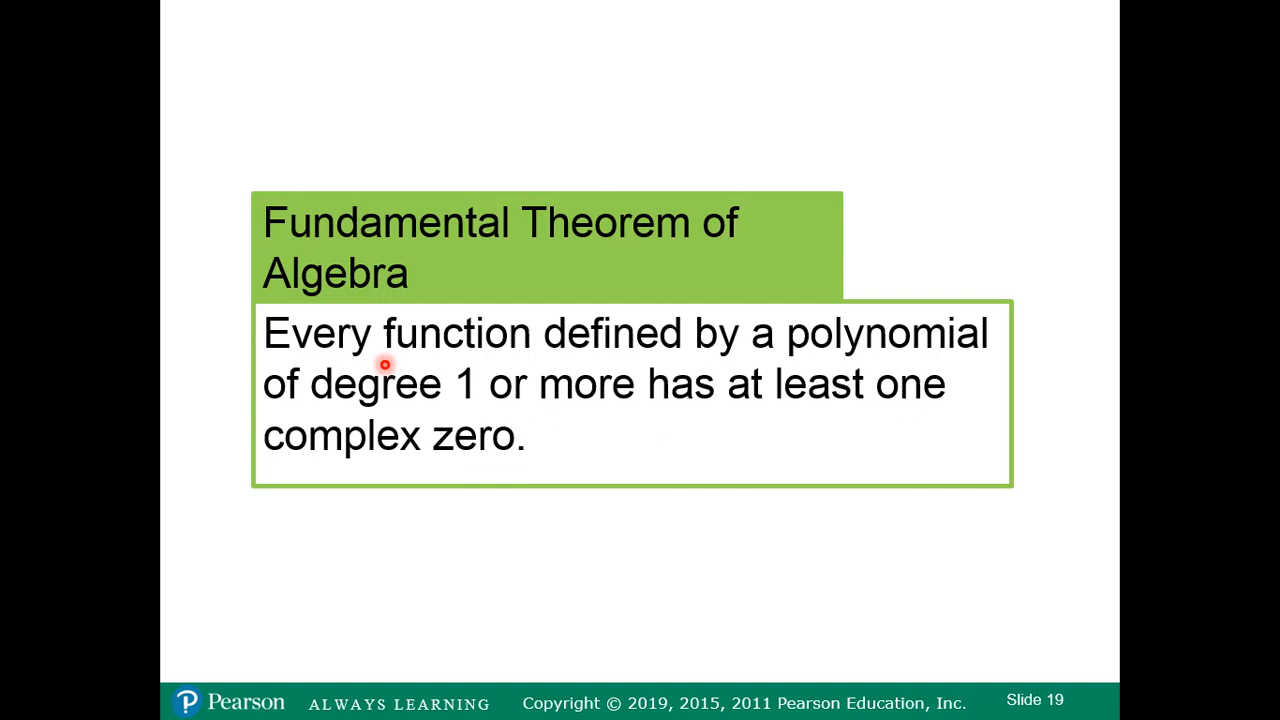 Fundamental Theorem of
Algebra
Every function defined by a polynomial
of degree 1 or more has at least one
complex zero.
Pearson ALWAYS LEARNING Copyright © 2019, 2015, 2011 Pearson Education, Inc. Slide 19